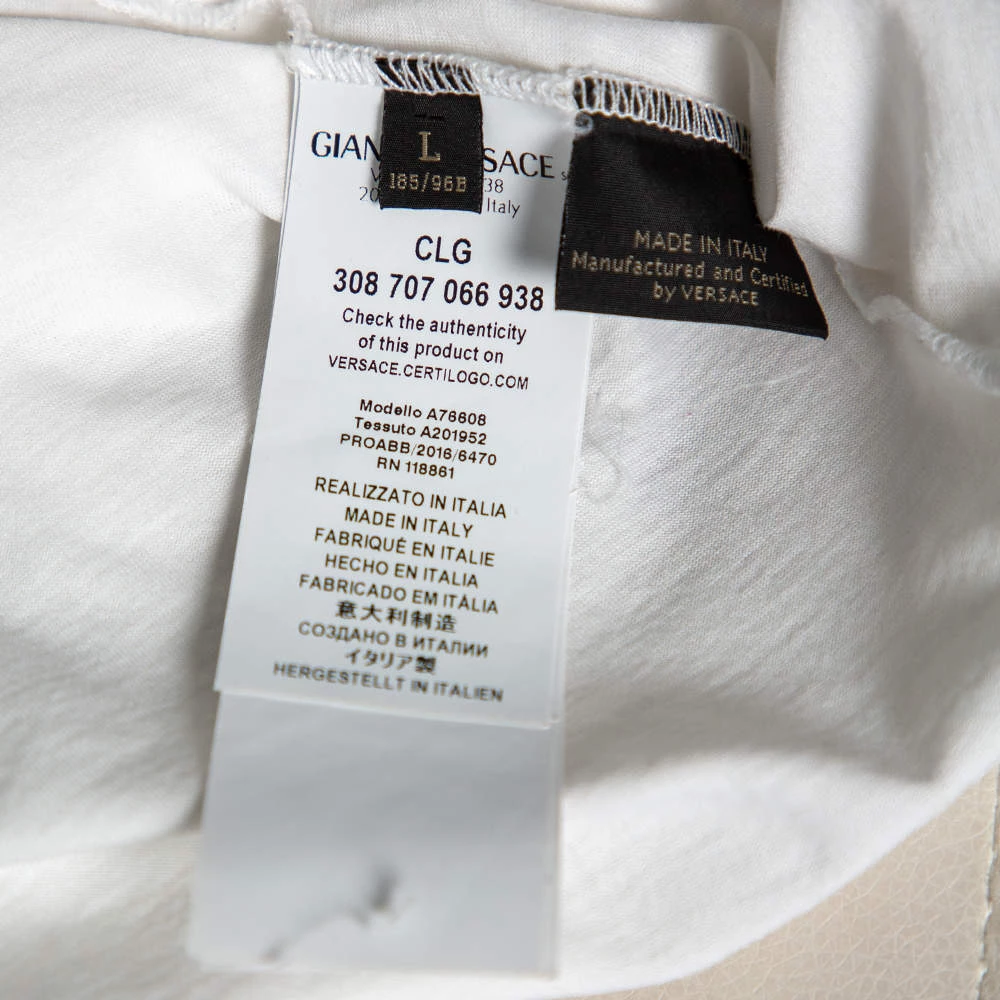 L
185/96B
GIAN SACE
V 38
20 Italy
CLG
308 707 066 938
Check the authenticity
of this product on
VERSACE.CERTILOGO.COM
Modello A76608
Tessuto A201952
PROABB/2016/6470
RN 118861
REALIZZATO IN ITALIA
MADE IN ITALY
FABRIQUÉ EN ITALIE
HECHO EN ITALIA
FABRICADO EM ITÁLIA
意大利制造
СОЗДАНО В ИТАЛИИ
イタリア製
HERGESTELLT IN ITALIEN
MADE IN ITALY
Manufactured and Certified
by VERSACE